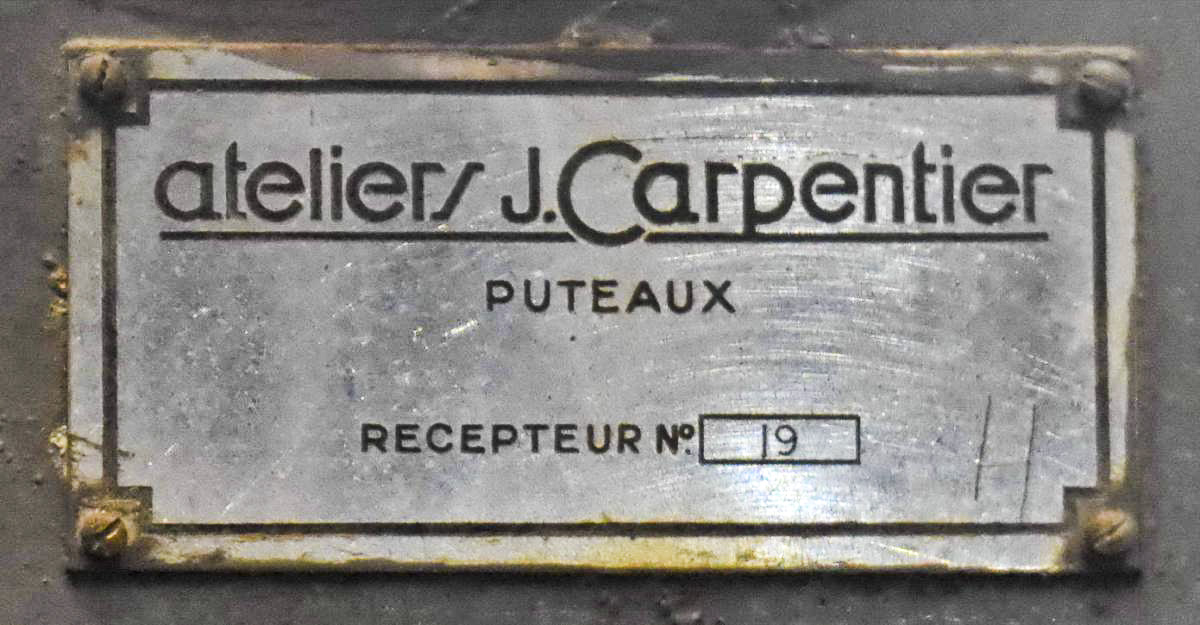 ateliers J. Carpentier
PUTEAUX
RECEPTEUR Nº. 19